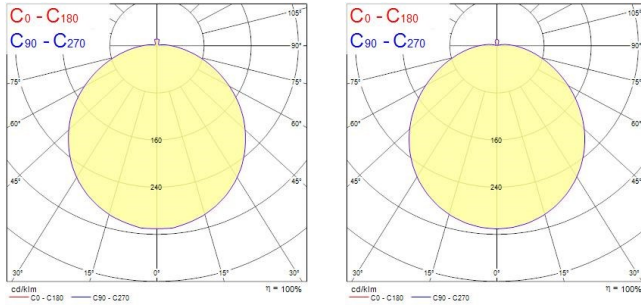 C0 - C180
C90 - C270
105°
90°
75°
75°
60°
60°
45°
45°
160
240
30°
15°
0°
15°
30°
cd/klm
η = 100%
C0 - C180
C90 - C270
C0 - C180
C90 - C270
105°
90°
75°
75°
60°
60°
45°
45°
160
240
30°
15°
0°
15°
30°
cd/klm
η = 100%
C0 - C180
C90 - C270